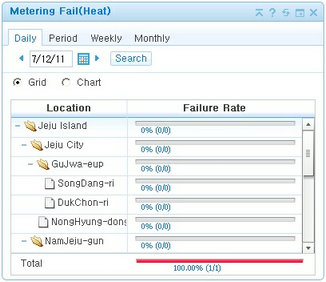 Metering Fail(Heat)
Daily Period Weekly Monthly
7/12/11 Search
Grid Chart
Location Failure Rate
Jeju Island 0% (0/0)
Jeju City 0% (0/0)
GuJwa-eup 0% (0/0)
SongDang-ri 0% (0/0)
DukChon-ri 0% (0/0)
NongHyung-dong 0% (0/0)
NamJeju-gun 0% (0/0)
Total 100.00% (1/1)